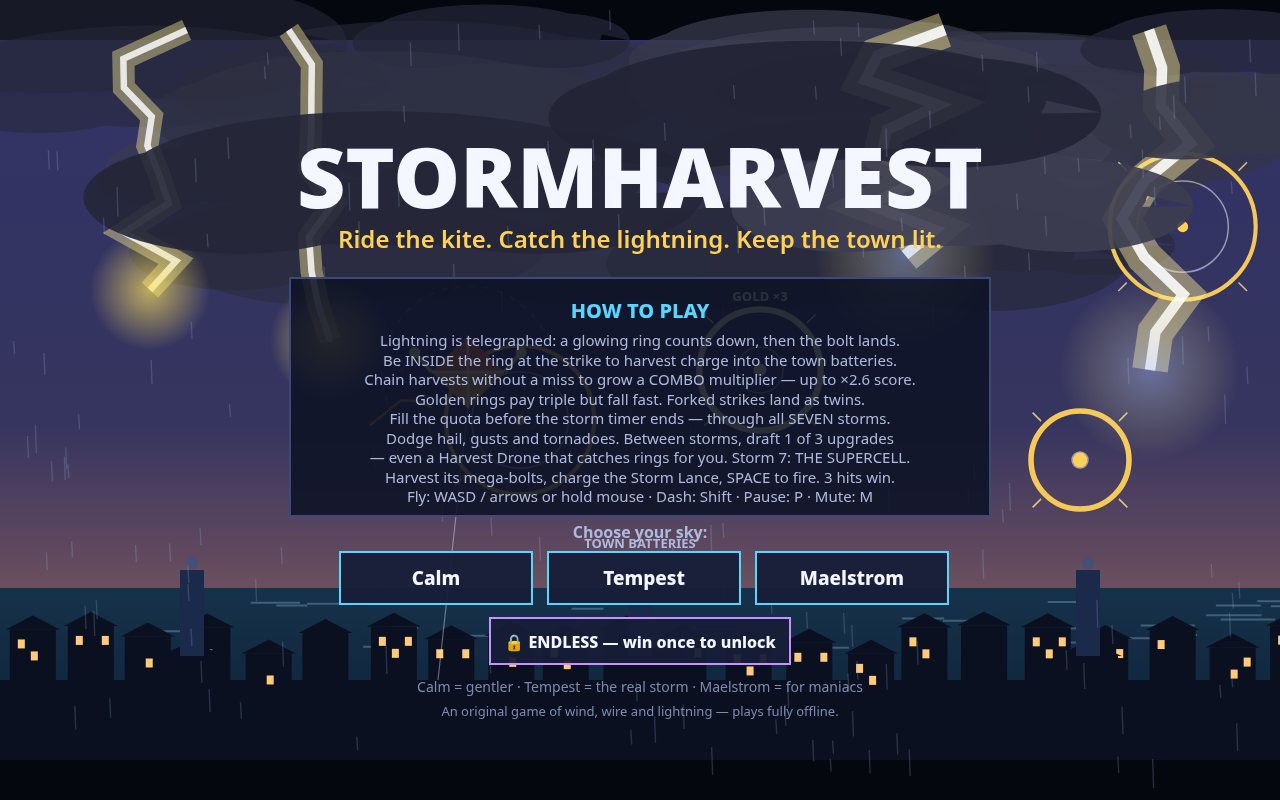 STORMHARVEST
Ride the kite. Catch the lightning. Keep the town lit.
GOLD ×3
HOW TO PLAY
Lightning is telegraphed: a glowing ring counts down, then the bolt lands.
Be INSIDE the ring at the strike to harvest charge into the town batteries.
Chain harvests without a miss to grow a COMBO multiplier — up to ×2.6 score.
Golden rings pay triple but fall fast. Forked strikes land as twins.
Fill the quota before the storm timer ends — through all SEVEN storms.
Dodge hail, gusts and tornadoes. Between storms, draft 1 of 3 upgrades
— even a Harvest Drone that catches rings for you. Storm 7: THE SUPERCELL.
Harvest its mega-bolts, charge the Storm Lance, SPACE to fire. 3 hits win.
Fly: WASD / arrows or hold mouse · Dash: Shift · Pause: P · Mute: M
Choose your sky:
TOWN BATTERIES
Calm
Tempest
Maelstrom
🔒 ENDLESS — win once to unlock
Calm = gentler · Tempest = the real storm · Maelstrom = for maniacs
An original game of wind, wire and lightning — plays fully offline.